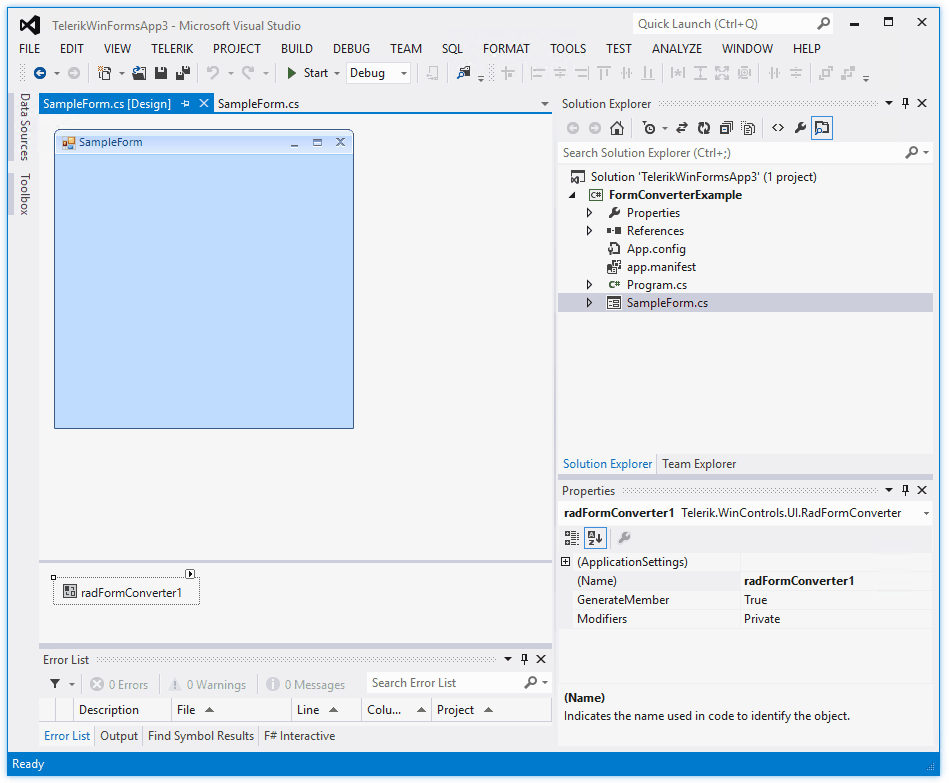 TelerikWinFormsApp3 - Microsoft Visual Studio
Quick Launch (Ctrl+Q)
FILE EDIT VIEW TELERIK PROJECT BUILD DEBUG TEAM SQL FORMAT TOOLS TEST ANALYZE WINDOW HELP
Start Debug
Data Sources
Toolbox
SampleForm.cs [Design] SampleForm.cs
SampleForm
radFormConverter1
Error List
0 Errors 0 Warnings 0 Messages Search Error List
Description File Line Colu... Project
Error List Output Find Symbol Results F# Interactive
Solution Explorer
Search Solution Explorer (Ctrl+;)
Solution 'TelerikWinFormsApp3' (1 project)
C# FormConverterExample
Properties
References
App.config
app.manifest
C# Program.cs
SampleForm.cs
Solution Explorer Team Explorer
Properties
radFormConverter1 Telerik.WinControls.UI.RadFormConverter
(ApplicationSettings)
(Name) radFormConverter1
GenerateMember True
Modifiers Private
(Name)
Indicates the name used in code to identify the object.
Ready